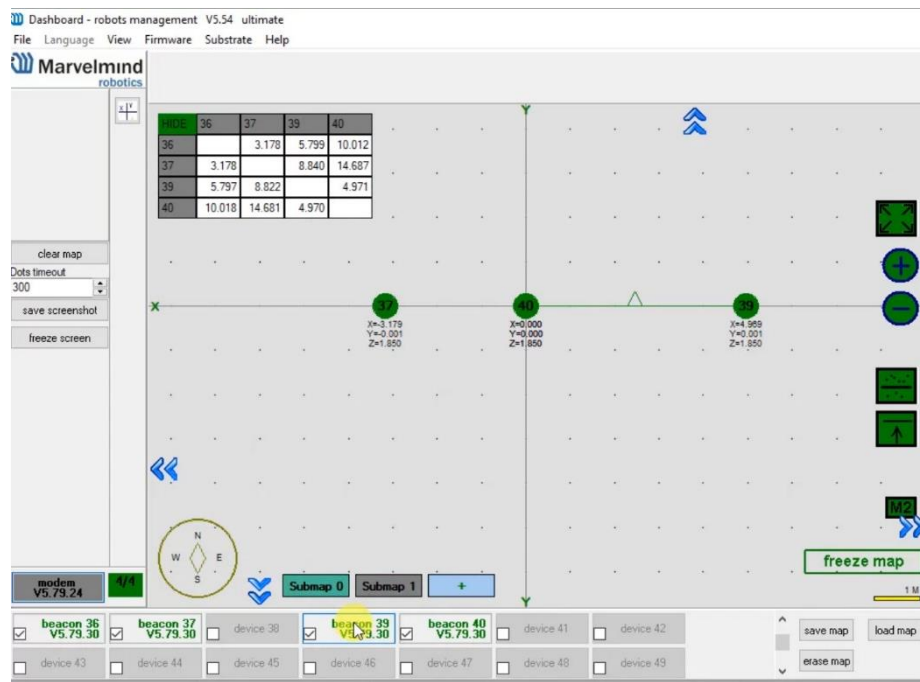 Dashboard - robots management V5.54 ultimate
File Language View Firmware Substrate Help
Marvelmind
robotics
x Y
HIDE 36 37 39 40
36 3.178 5.799 10.012
37 3.178 8.840 14.687
39 5.797 8.822 4.971
40 10.018 14.681 4.970
Y
clear map
Dots timeout
300
save screenshot
freeze screen
X
37
40
39
X=-3.179
Y=-0.001
Z=1.850
X=0.000
Y=0.000
Z=1.850
X=4.969
Y=0.001
Z=1.850
M2
N
W E
S
freeze map
1 M
modem
V5.79.24
4/4
Submap 0 Submap 1 +
Y
beacon 36
V5.79.30
beacon 37
V5.79.30
device 38
beacon 39
V5.79.30
beacon 40
V5.79.30
device 41
device 42
save map
load map
device 43
device 44
device 45
device 46
device 47
device 48
device 49
erase map